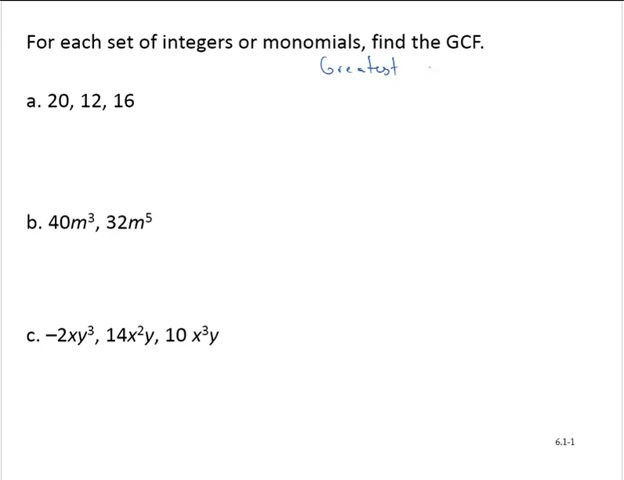 For each set of integers or monomials, find the GCF.
Greatest
a. 20, 12, 16
b. 40m³, 32m⁵
c. –2xy³, 14x²y, 10 x³y
6.1-1